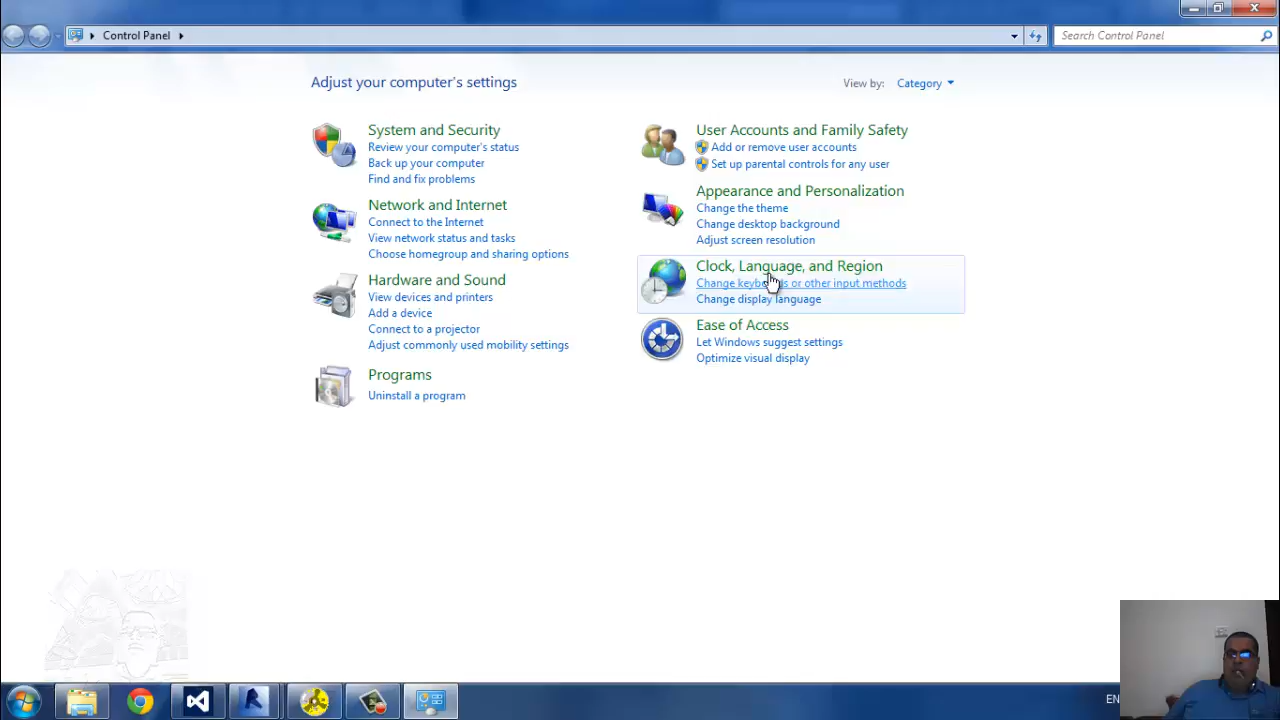 Control Panel
Search Control Panel
Adjust your computer's settings
View by: Category
System and Security
Review your computer's status
Back up your computer
Find and fix problems
Network and Internet
Connect to the Internet
View network status and tasks
Choose homegroup and sharing options
Hardware and Sound
View devices and printers
Add a device
Connect to a projector
Adjust commonly used mobility settings
Programs
Uninstall a program
User Accounts and Family Safety
Add or remove user accounts
Set up parental controls for any user
Appearance and Personalization
Change the theme
Change desktop background
Adjust screen resolution
Clock, Language, and Region
Change keyboards or other input methods
Change display language
Ease of Access
Let Windows suggest settings
Optimize visual display
EN